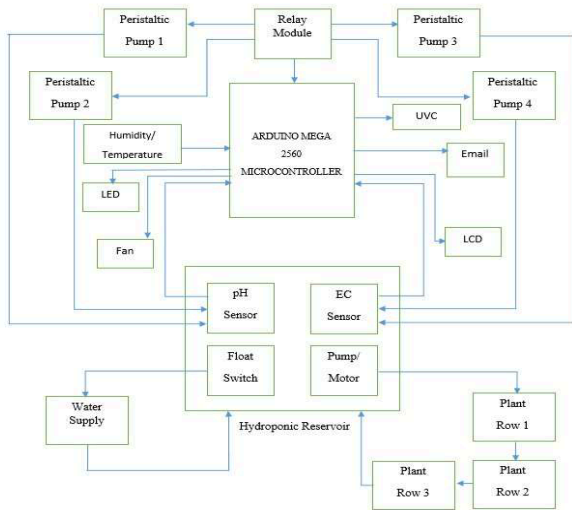 Peristaltic
Pump 1
Relay
Module
Peristaltic
Pump 3
Peristaltic
Pump 2
Peristaltic
Pump 4
Humidity/
Temperature
ARDUINO MEGA
2560
MICROCONTROLLER
UVC
Email
LED
Fan
LCD
pH
Sensor
EC
Sensor
Float
Switch
Pump/
Motor
Water
Supply
Hydroponic Reservoir
Plant
Row 1
Plant
Row 2
Plant
Row 3